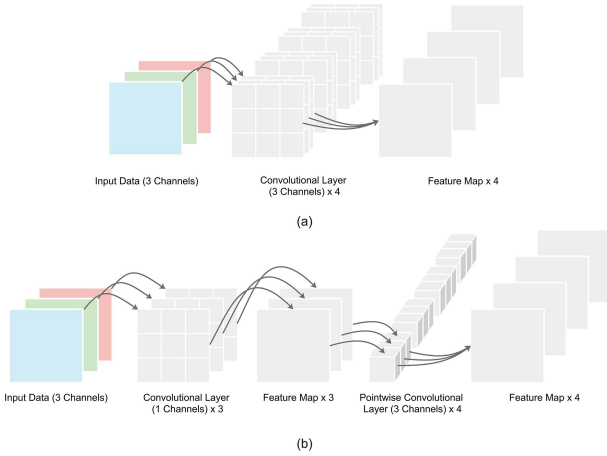 Input Data (3 Channels)
Convolutional Layer
(3 Channels) x 4
Feature Map x 4
(a)
Input Data (3 Channels)
Convolutional Layer
(1 Channels) x 3
Feature Map x 3
Pointwise Convolutional
Layer (3 Channels) x 4
Feature Map x 4
(b)